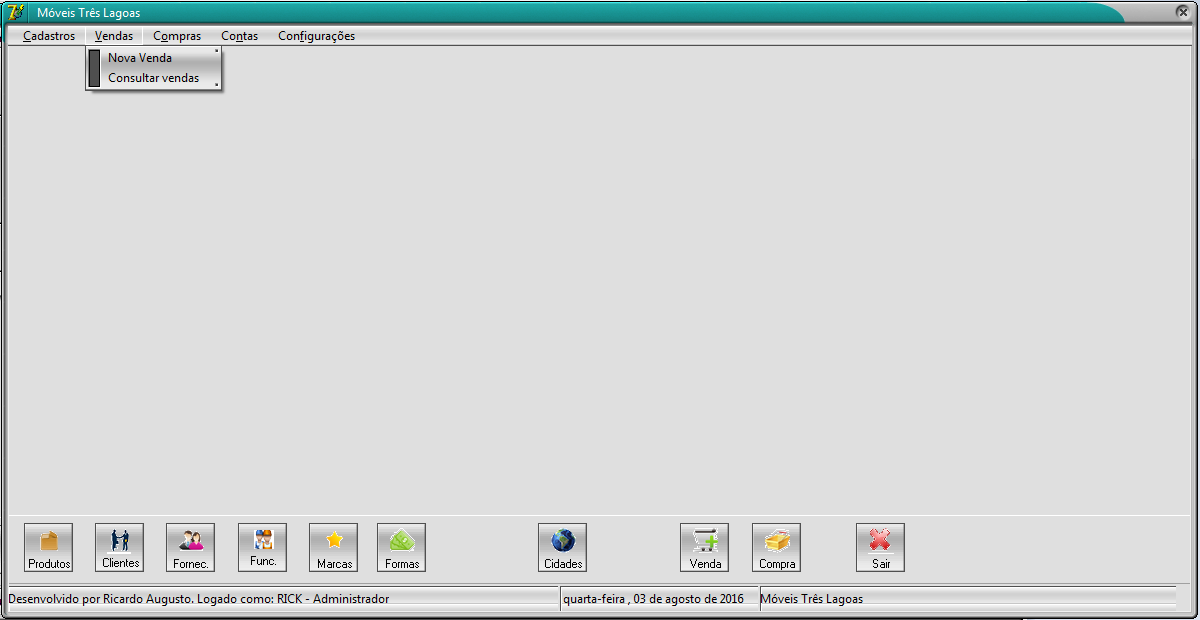 Móveis Três Lagoas
Cadastros Vendas Compras Contas Configurações
Nova Venda
Consultar vendas
Produtos Clientes Fornec. Func. Marcas Formas Cidades Venda Compra Sair
Desenvolvido por Ricardo Augusto. Logado como: RICK - Administrador quarta-feira , 03 de agosto de 2016 Móveis Três Lagoas